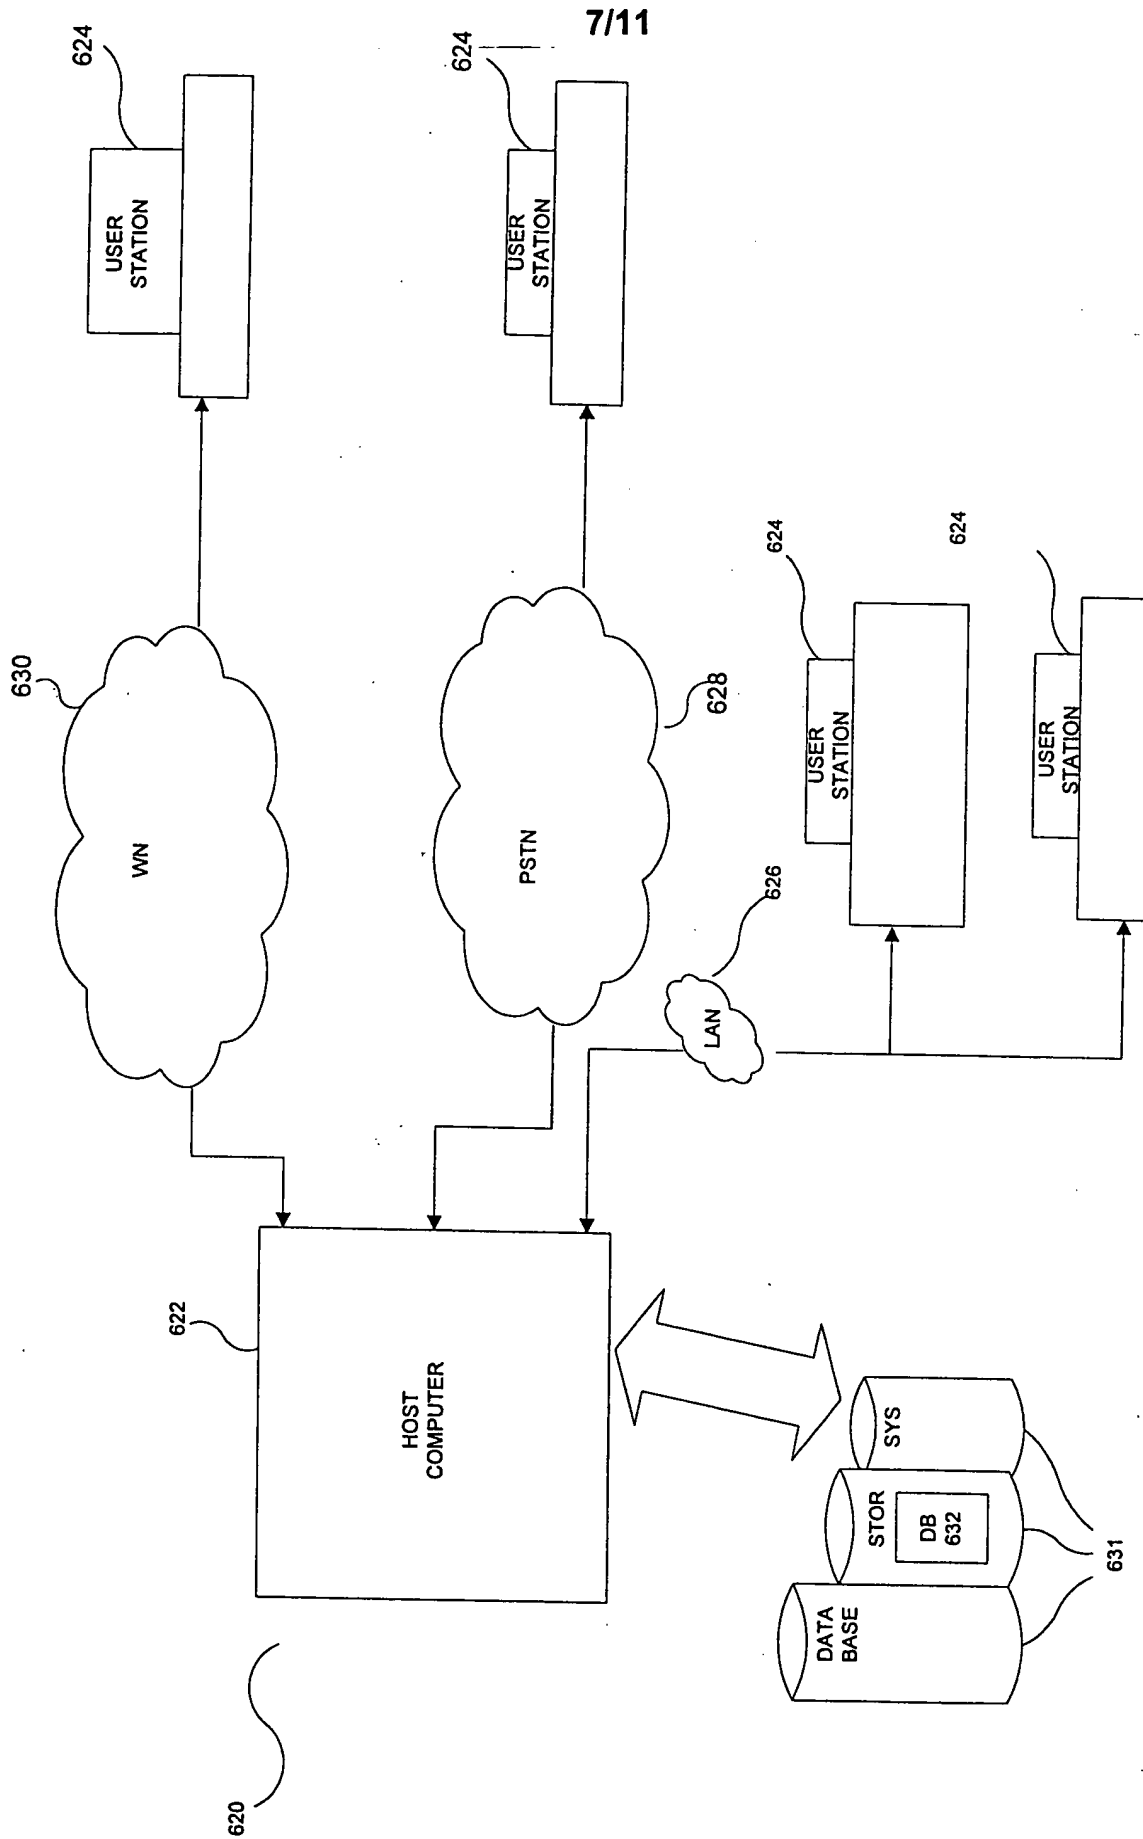 7/11
624
USER
STATION
624
USER
STATION
630
WN
628
PSTN
624
USER
STATION
624
USER
STATION
626
LAN
622
HOST
COMPUTER
SYS
STOR
DB
632
DATA
BASE
631
620